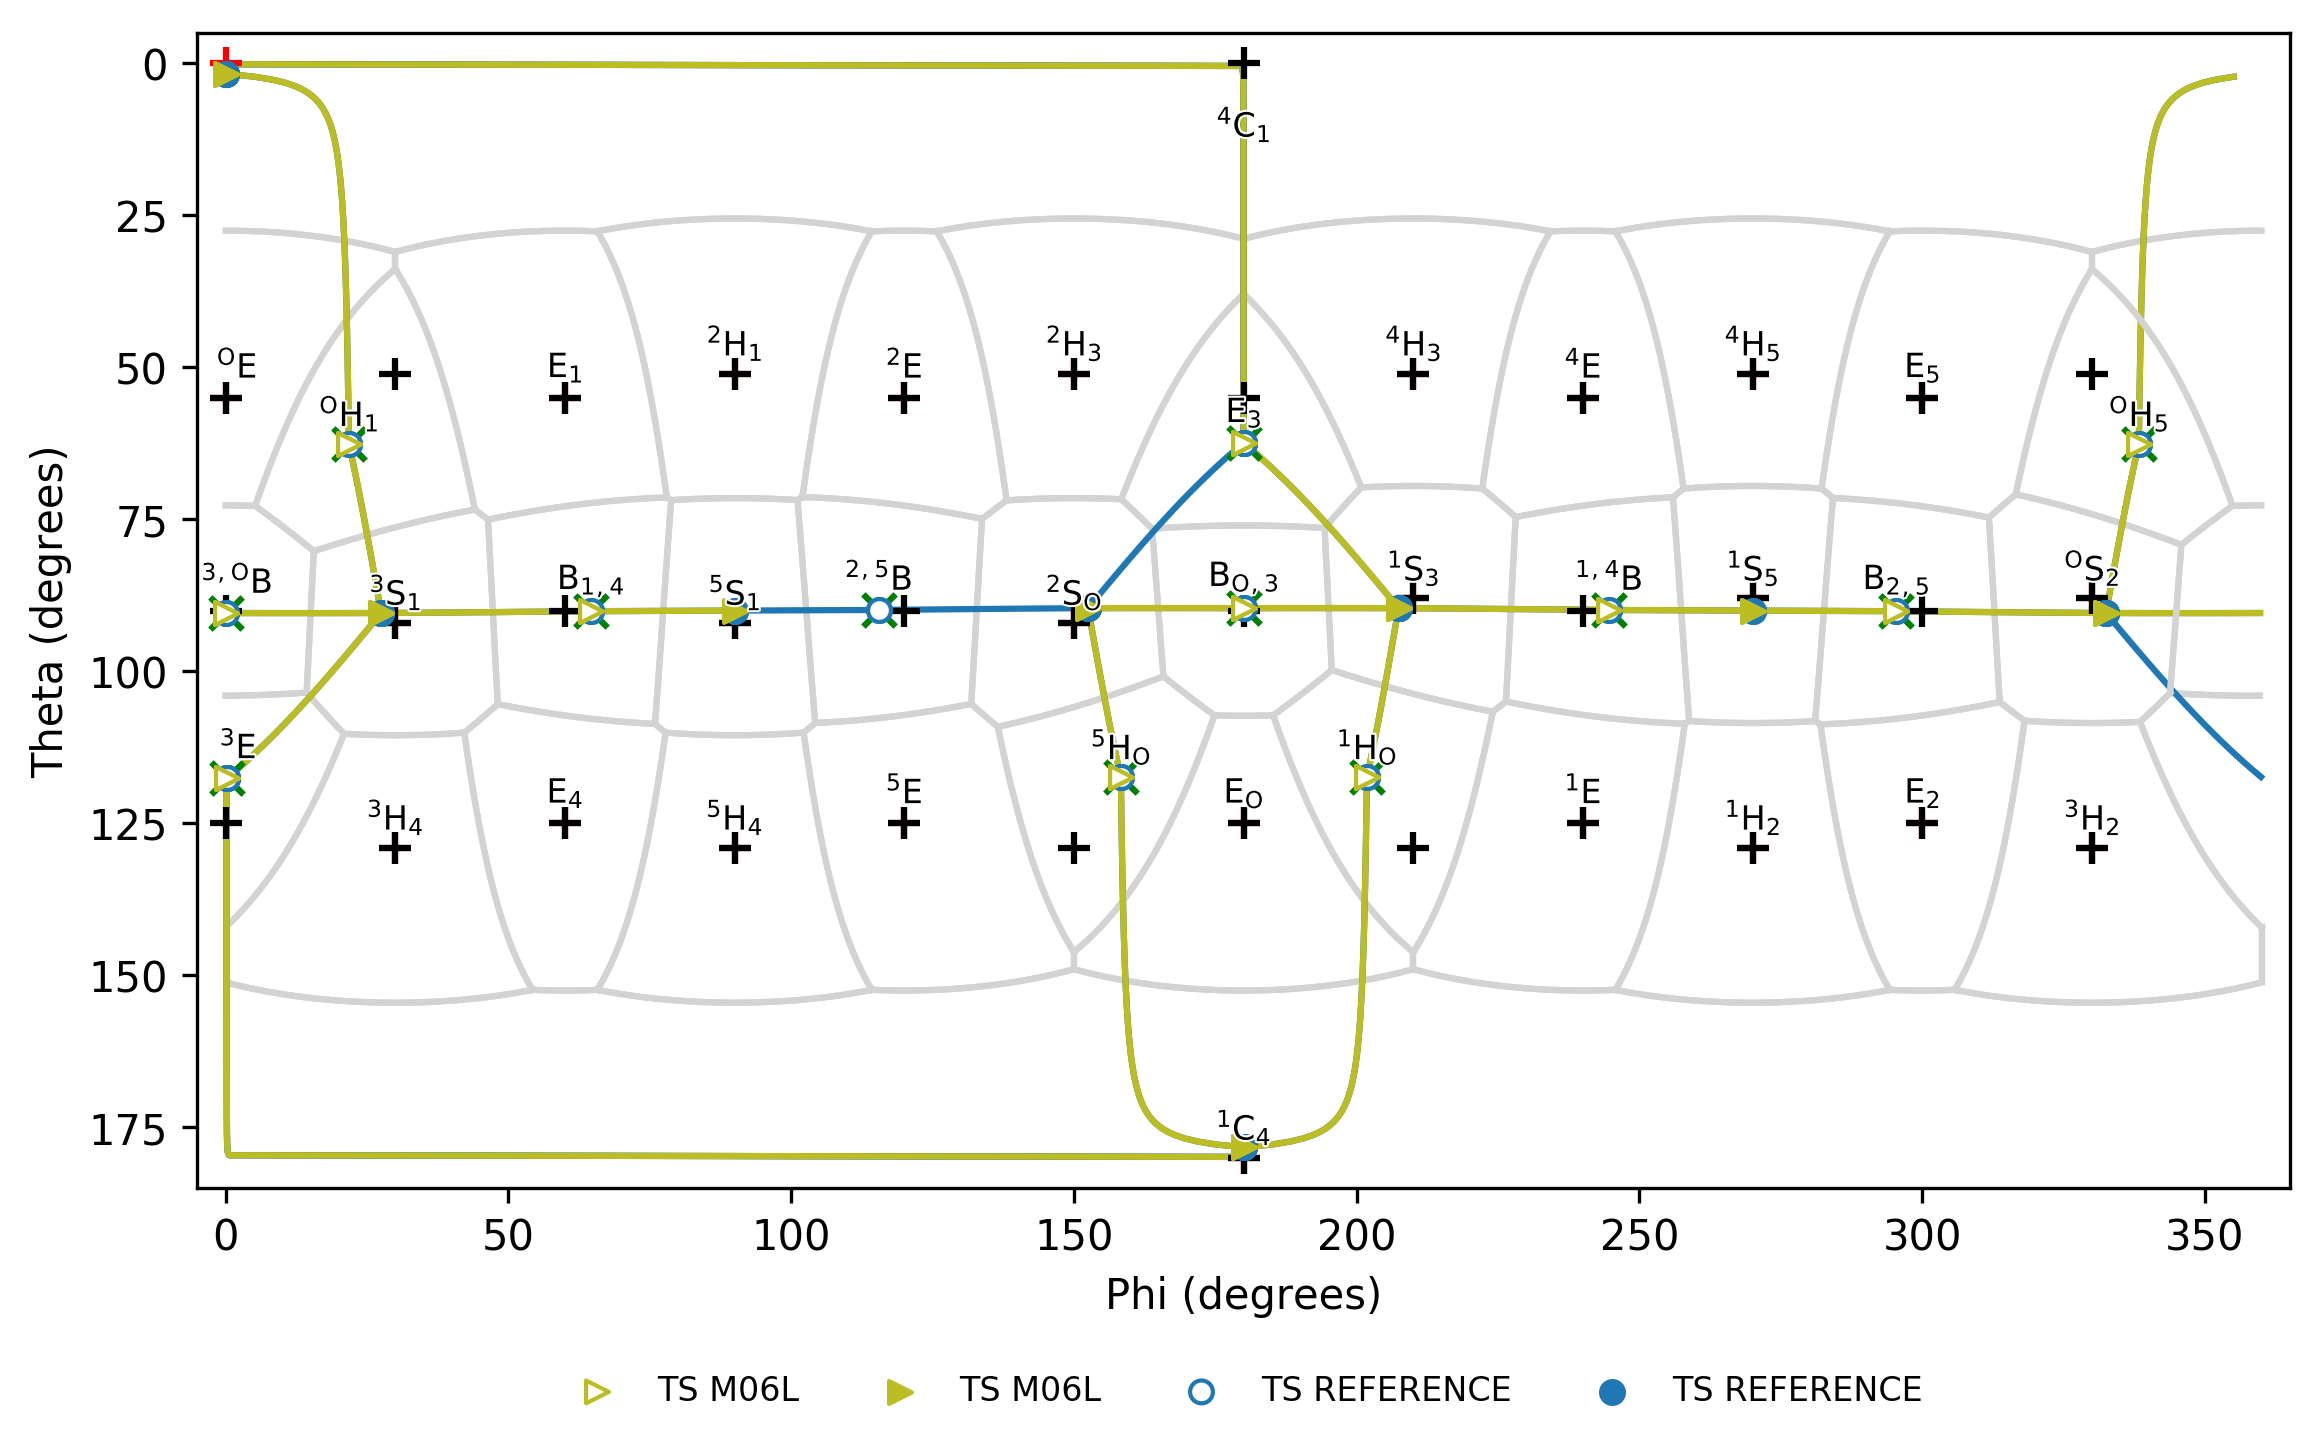 0
⁴C₁
25
²H₁ ²H₃ ⁴H₃ ⁴H₅
50 ᴼE E₁ ²E ⁴E E₅
ᴼH₁ E₃ ᴼH₅
75
³,ᴼB ³S₁ B₁,₄ ⁵S₁ ²,⁵B ²Sₒ Bₒ,₃ ¹S₃ ¹,⁴B ¹S₅ B₂,₅ ᴼS₂
100
³E ⁵Hₒ ¹Hₒ
125 ³H₄ E₄ ⁵H₄ ⁵E Eₒ ¹E ¹H₂ E₂ ³H₂
150
175 ¹C₄
Theta (degrees)
0 50 100 150 200 250 300 350
Phi (degrees)
TS M06L TS M06L TS REFERENCE TS REFERENCE